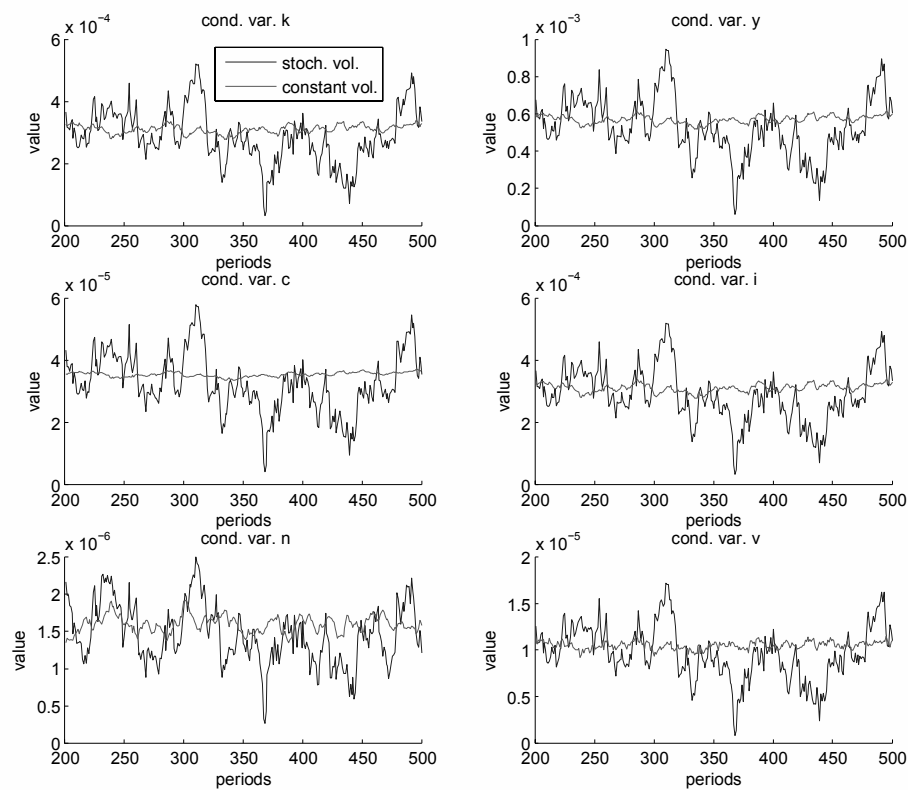 cond. var. k
x 10⁻⁴
6
4
2
0
value
200 250 300 350 400 450 500
periods
stoch. vol.
constant vol.
cond. var. y
x 10⁻³
1
0.8
0.6
0.4
0.2
0
value
200 250 300 350 400 450 500
periods
cond. var. c
x 10⁻⁵
6
4
2
0
value
200 250 300 350 400 450 500
periods
cond. var. i
x 10⁻⁴
6
4
2
0
value
200 250 300 350 400 450 500
periods
cond. var. n
x 10⁻⁶
2.5
2
1.5
1
0.5
0
value
200 250 300 350 400 450 500
periods
cond. var. v
x 10⁻⁵
2
1.5
1
0.5
0
value
200 250 300 350 400 450 500
periods